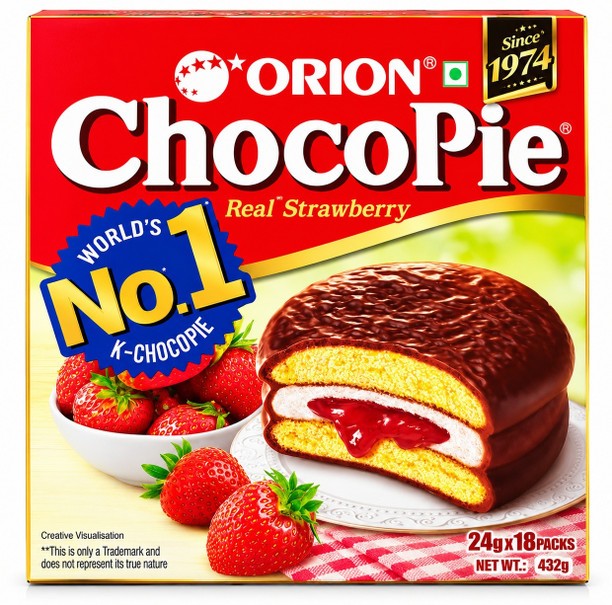 ORION®
Since
1974
ChocoPie®
Real™ Strawberry
WORLD'S
No.1
K-CHOCOPIE
Creative Visualisation
**This is only a Trademark and
does not represent its true nature
24g x 18 PACKS
NET WT.: 432g